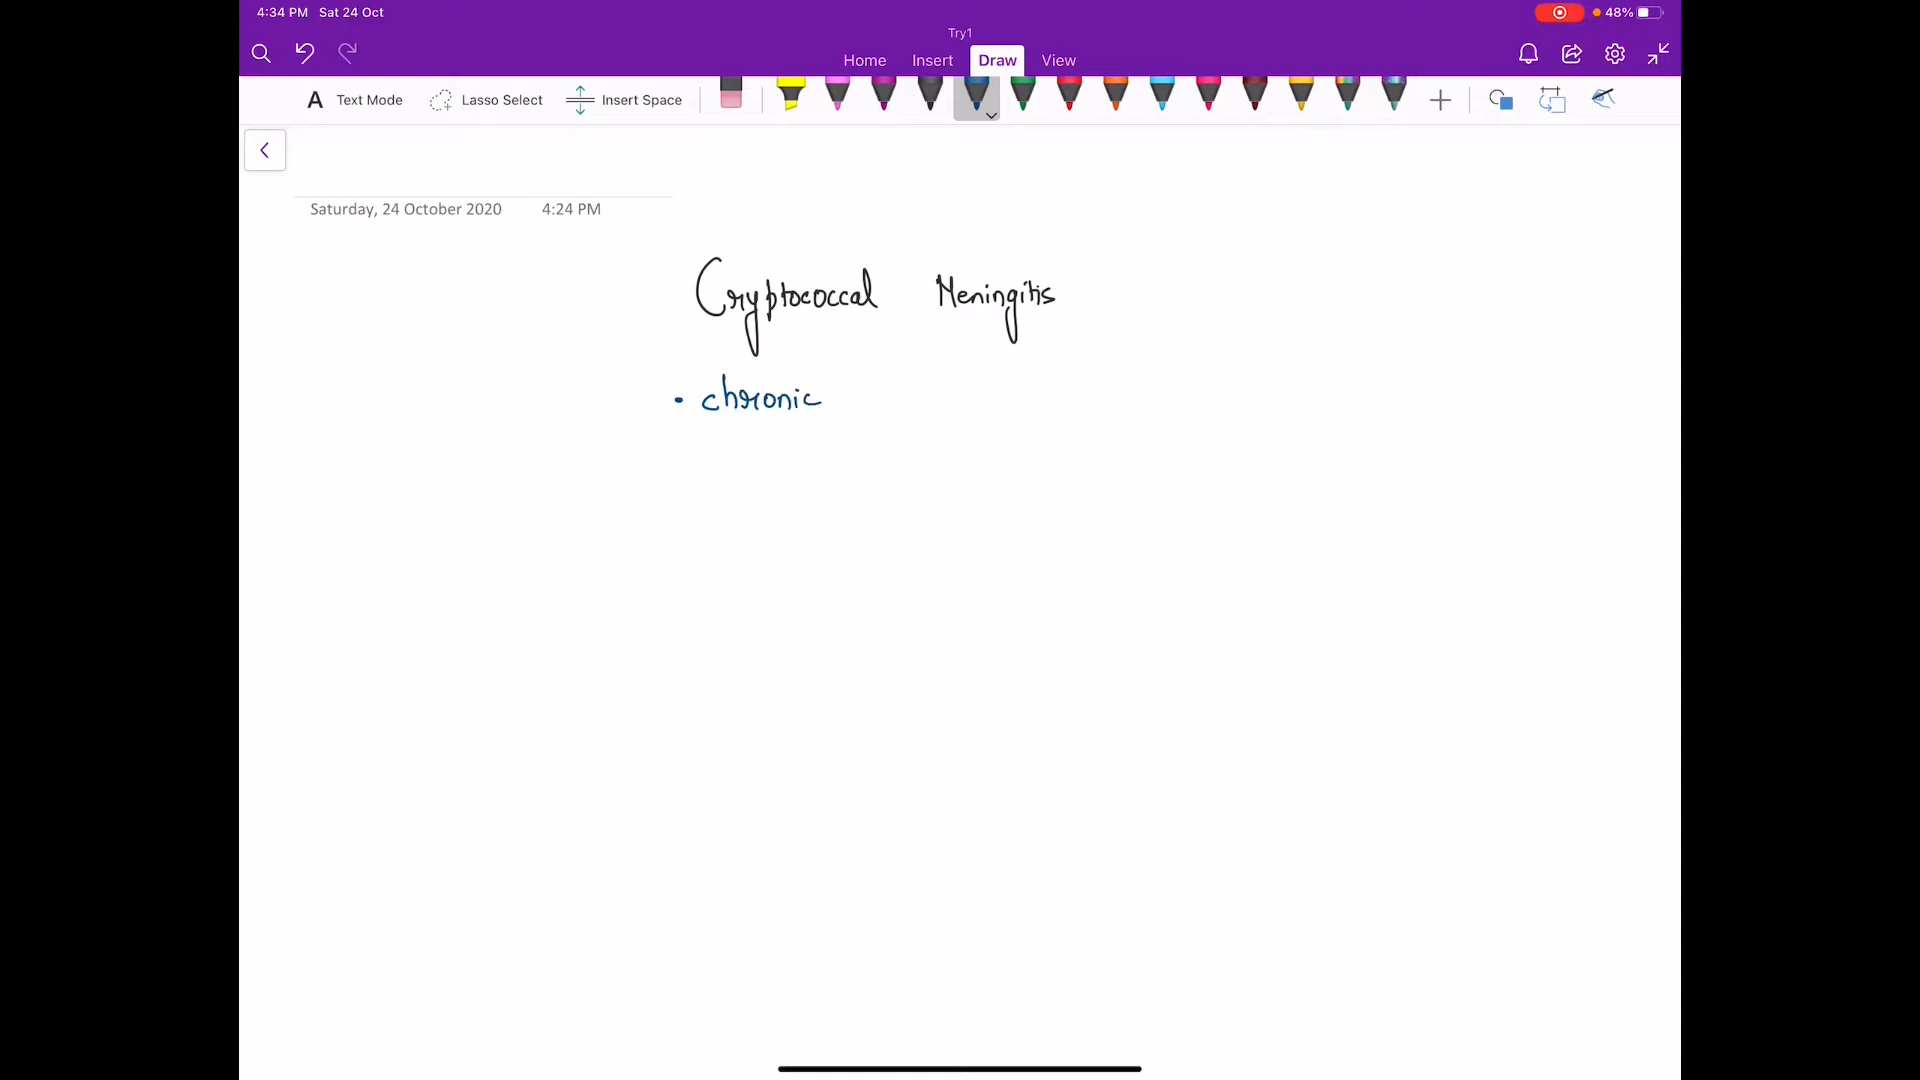 4:34 PM Sat 24 Oct
48%
Try1
Home Insert Draw View
A Text Mode Lasso Select Insert Space
Saturday, 24 October 2020 4:24 PM
Cryptococcal Meningitis
• chronic